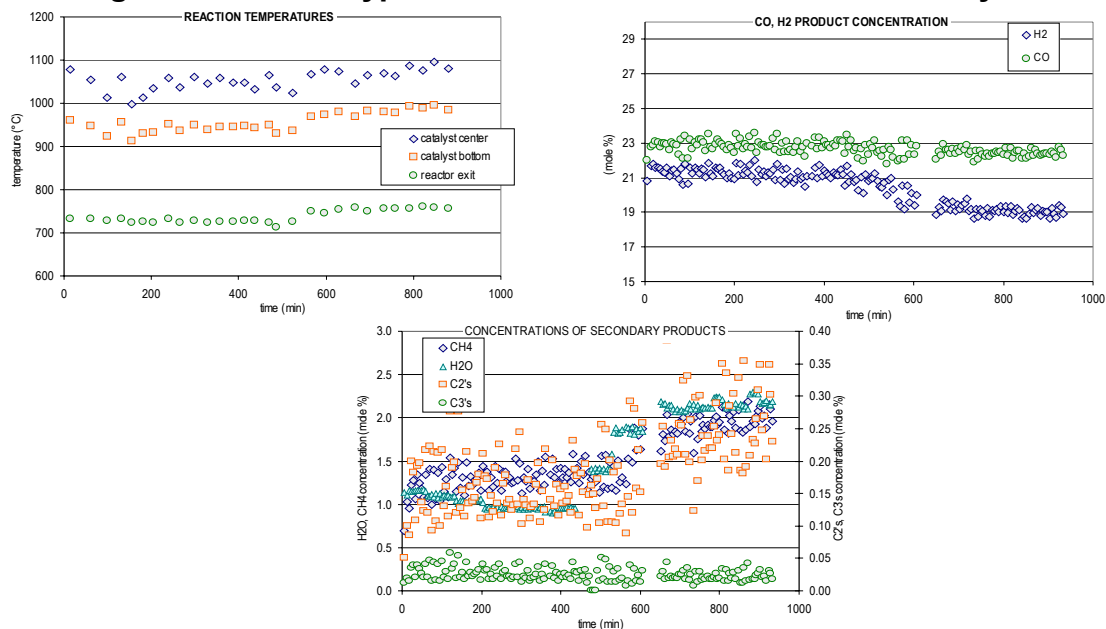 REACTION TEMPERATURES
1200
1100
1000
900
800
700
600
temperature (°C)
catalyst center
catalyst bottom
reactor exit
0 200 400 600 800 1000
time (min)
CO, H2 PRODUCT CONCENTRATION
H2
CO
29
27
25
23
21
19
17
15
(mole %)
0 200 400 600 800 1000
time (min)
CONCENTRATIONS OF SECONDARY PRODUCTS
CH4
H2O
C2's
C3's
3.0
2.5
2.0
1.5
1.0
0.5
0.0
H2O, CH4 concentration (mole %)
0.40
0.35
0.30
0.25
0.20
0.15
0.10
0.05
0.00
C2's, C3's concentration (mole %)
0 200 400 600 800 1000
time (min)